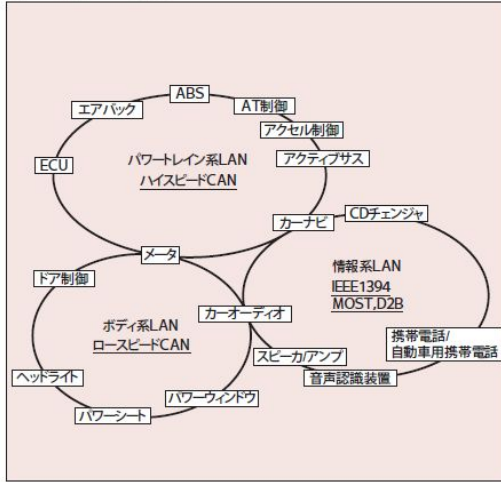 ABS
エアバック
AT制御
アクセル制御
ECU
パワートレイン系LAN
ハイスピードCAN
アクティブサス
カーナビ
CDチェンジャ
メータ
ドア制御
情報系LAN
IEEE1394
MOST,D2B
カーオーディオ
ボディ系LAN
ロースピードCAN
携帯電話/
自動車用携帯電話
スピーカ/アンプ
ヘッドライト
音声認識装置
パワーウィンドウ
パワーシート